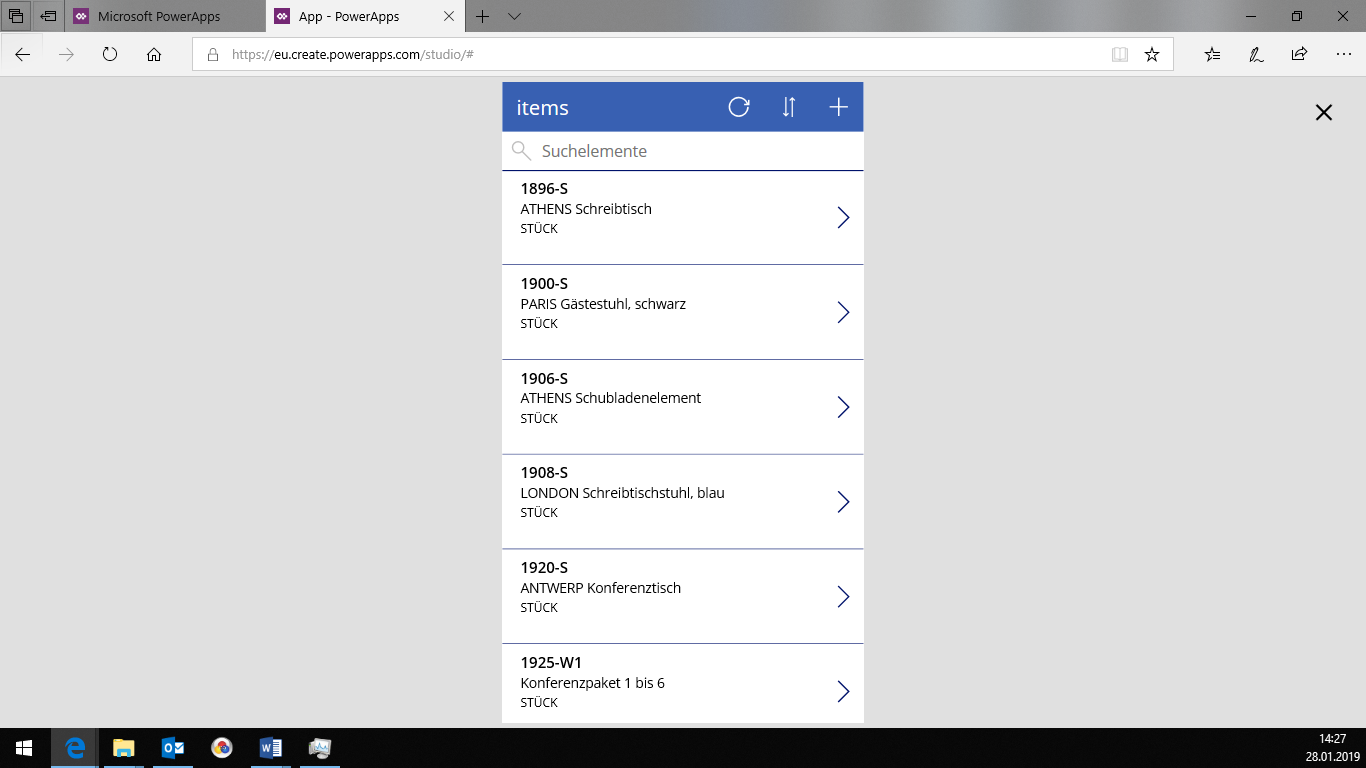 Microsoft PowerApps
App - PowerApps
https://eu.create.powerapps.com/studio/#
items
Suchelemente
1896-S
ATHENS Schreibtisch
STÜCK
1900-S
PARIS Gästestuhl, schwarz
STÜCK
1906-S
ATHENS Schubladenelement
STÜCK
1908-S
LONDON Schreibtischstuhl, blau
STÜCK
1920-S
ANTWERP Konferenztisch
STÜCK
1925-W1
Konferenzpaket 1 bis 6
STÜCK
14:27
28.01.2019